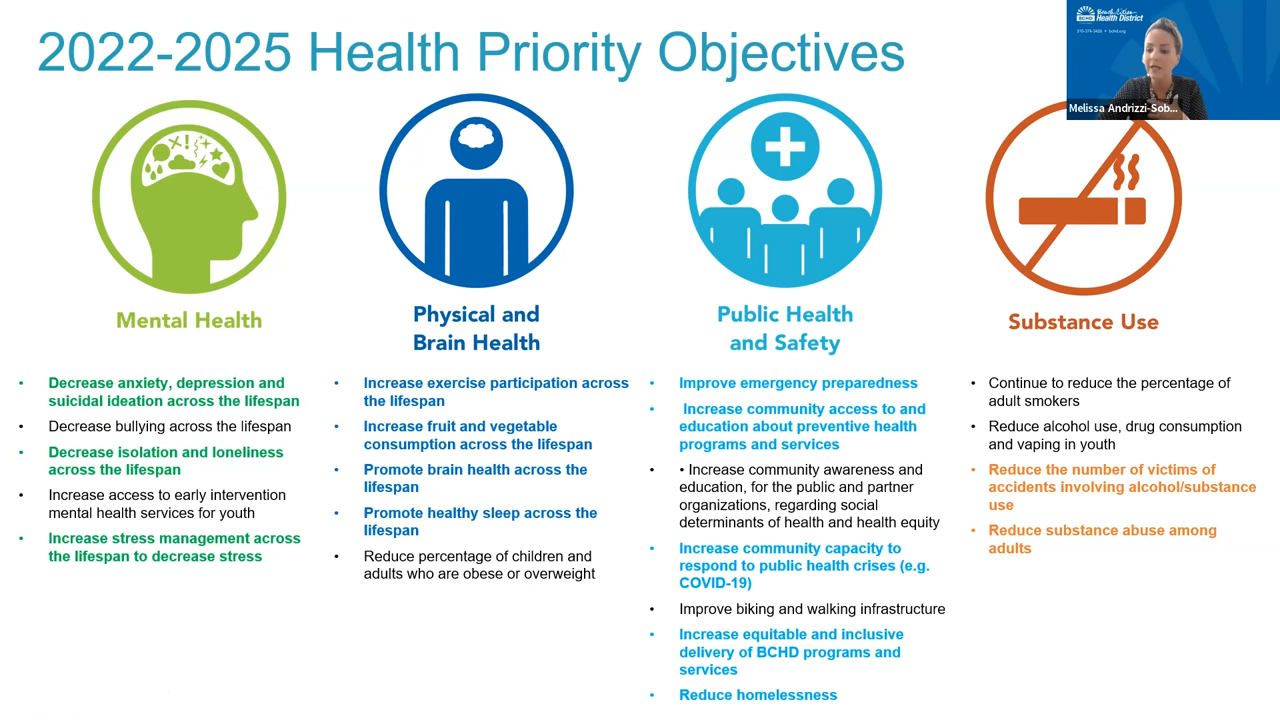 2022-2025 Health Priority Objectives
BCHD
Beach Cities
Health District
310-374-3426 • bchd.org
Melissa Andrizzi-Sob...
Mental Health
• Decrease anxiety, depression and
suicidal ideation across the lifespan
• Decrease bullying across the lifespan
• Decrease isolation and loneliness
across the lifespan
• Increase access to early intervention
mental health services for youth
• Increase stress management across
the lifespan to decrease stress
Physical and
Brain Health
• Increase exercise participation across
the lifespan
• Increase fruit and vegetable
consumption across the lifespan
• Promote brain health across the
lifespan
• Promote healthy sleep across the
lifespan
• Reduce percentage of children and
adults who are obese or overweight
Public Health
and Safety
• Improve emergency preparedness
• Increase community access to and
education about preventive health
programs and services
• • Increase community awareness and
education, for the public and partner
organizations, regarding social
determinants of health and health equity
• Increase community capacity to
respond to public health crises (e.g.
COVID-19)
• Improve biking and walking infrastructure
• Increase equitable and inclusive
delivery of BCHD programs and
services
• Reduce homelessness
Substance Use
• Continue to reduce the percentage of
adult smokers
• Reduce alcohol use, drug consumption
and vaping in youth
• Reduce the number of victims of
accidents involving alcohol/substance
use
• Reduce substance abuse among
adults